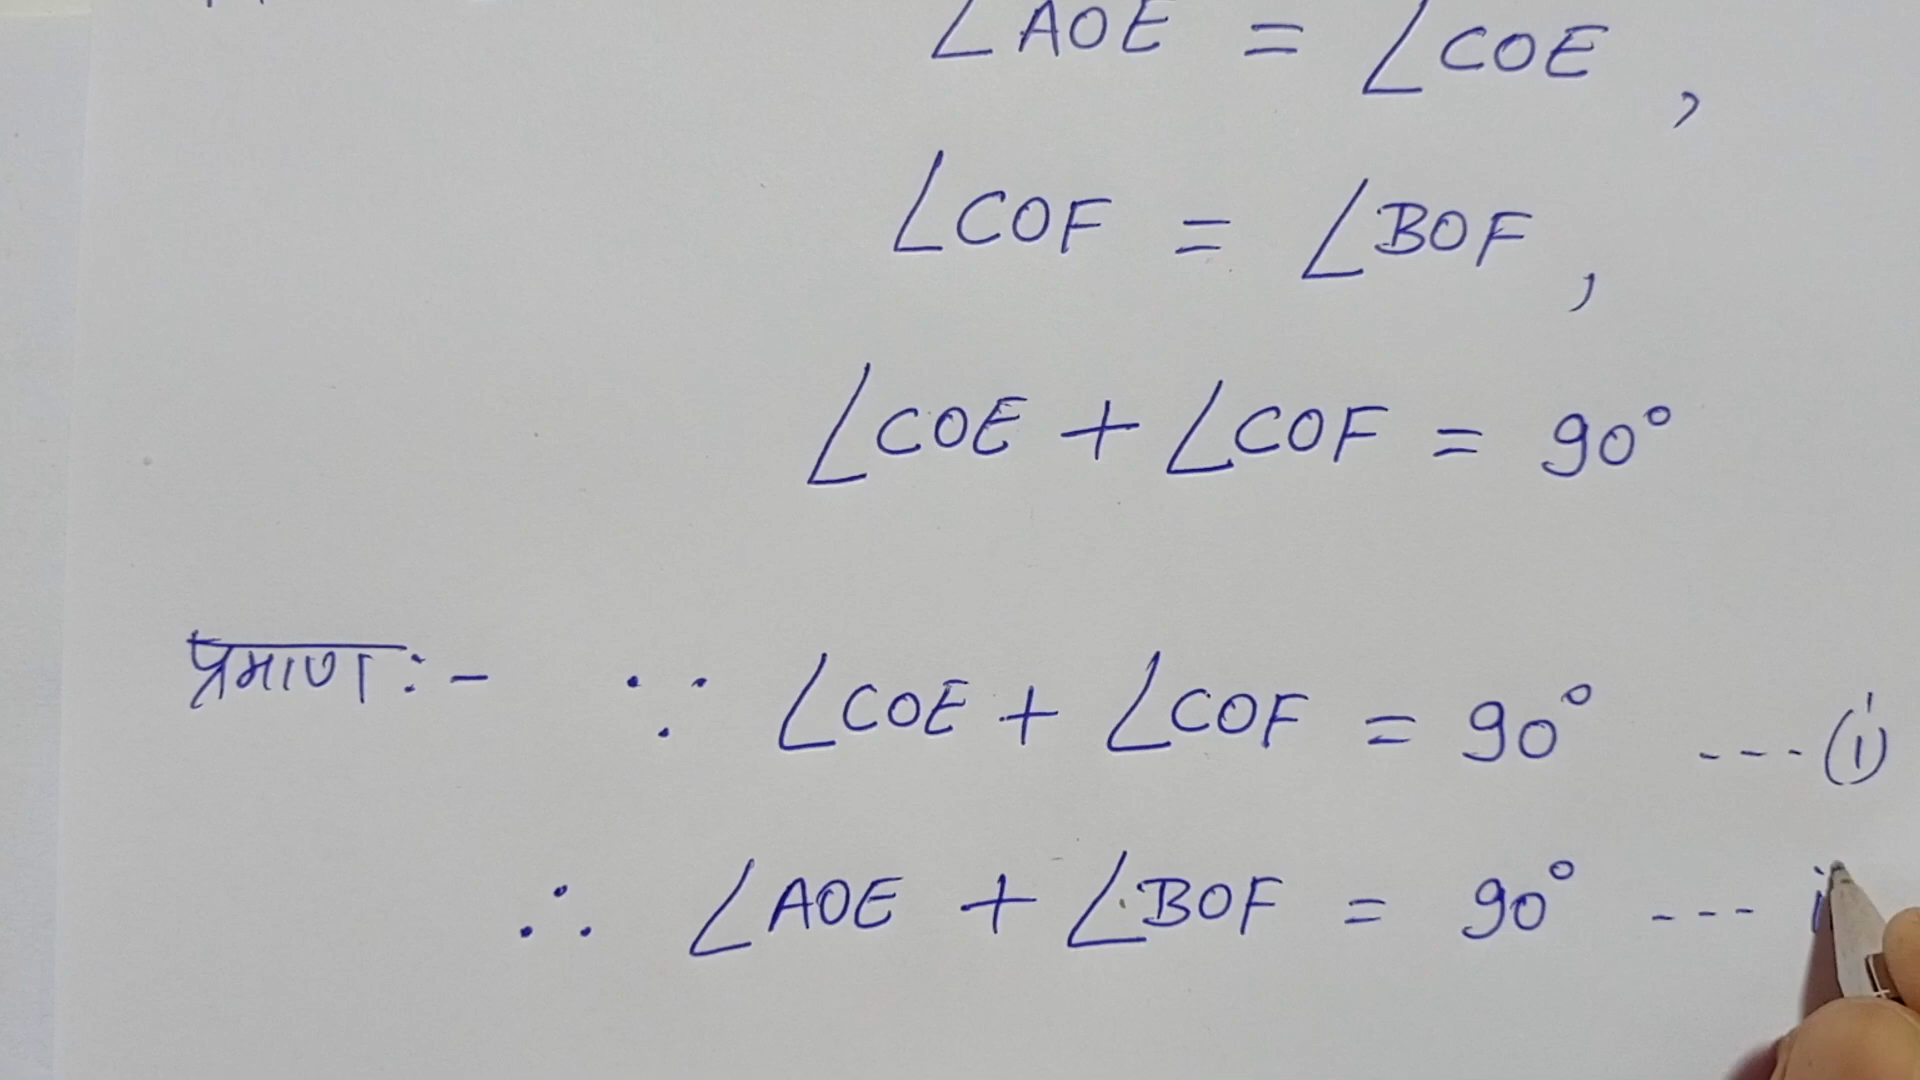 ∠AOE = ∠COE ,
∠COF = ∠BOF ,
∠COE + ∠COF = 90°
प्रमाण :- ∵ ∠COE + ∠COF = 90° ---(i)
∴ ∠AOE + ∠BOF = 90° --- i